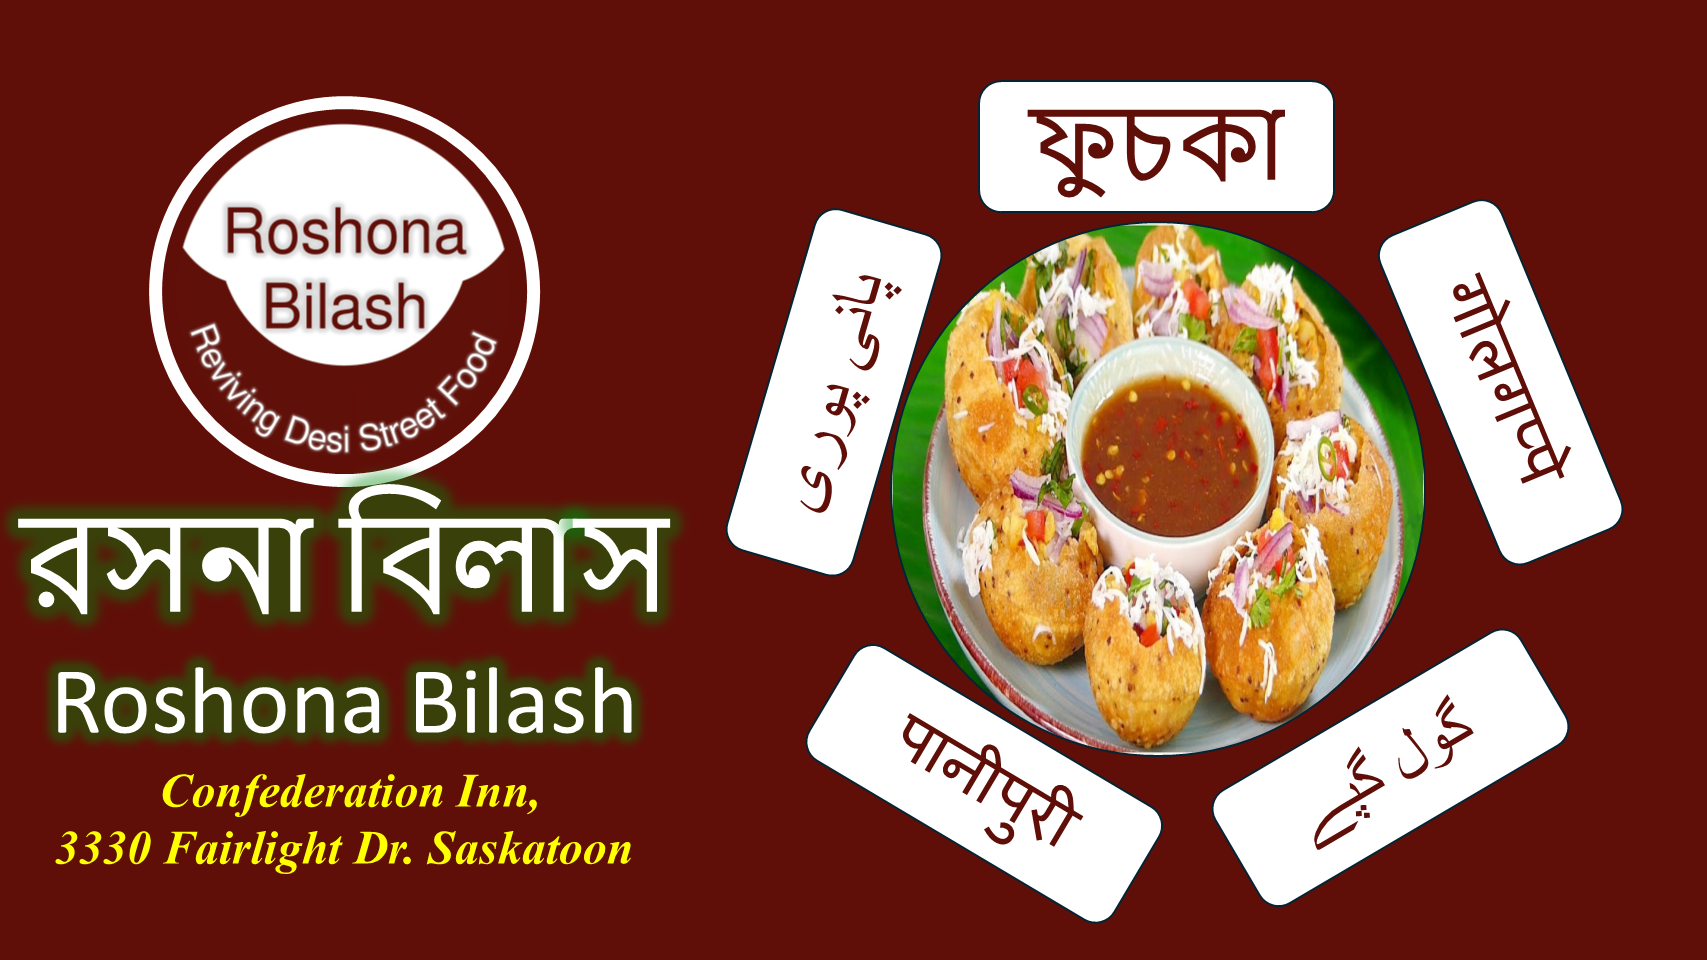 Roshona
Bilash
Reviving Desi Street Food
রসনা বিলাস
Roshona Bilash
Confederation Inn,
3330 Fairlight Dr. Saskatoon
ফুচকা
پانی پوری
गोलगप्पे
पानीपुरी
گول گپے